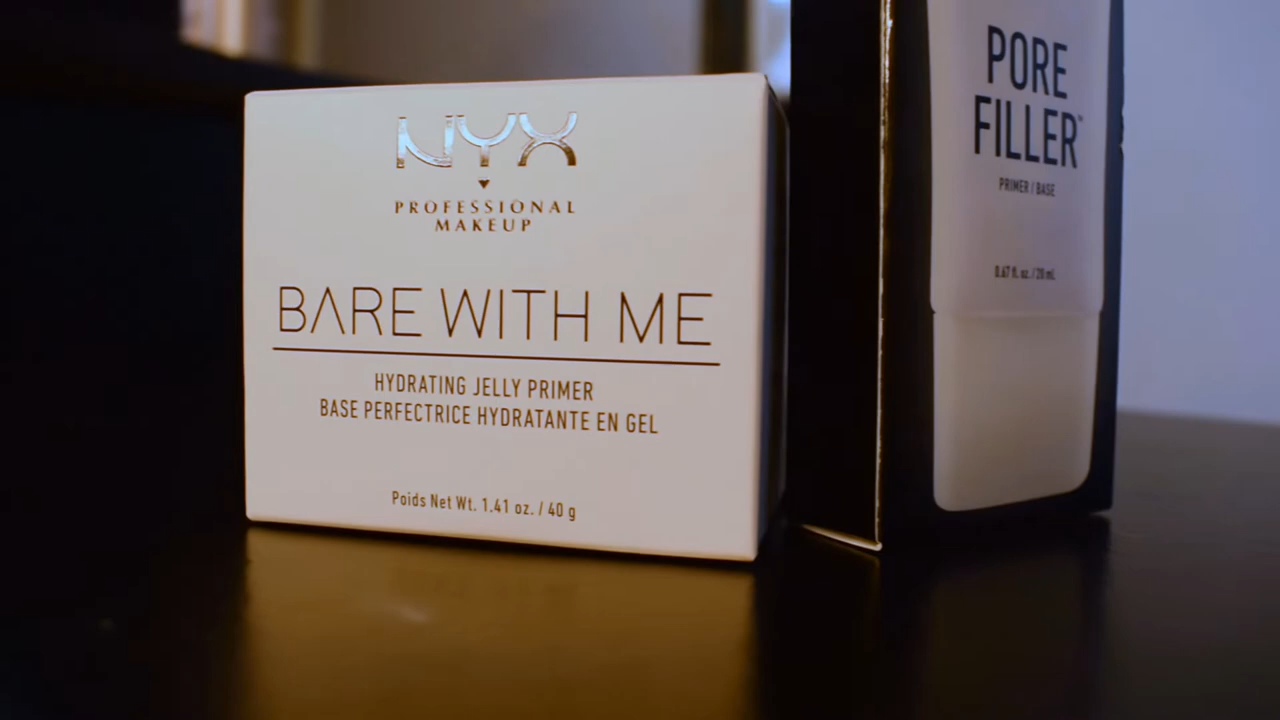 NYX
PROFESSIONAL
MAKEUP
BARE WITH ME
HYDRATING JELLY PRIMER
BASE PERFECTRICE HYDRATANTE EN GEL
Poids Net Wt. 1.41 oz. / 40 g
PORE
FILLER™
PRIMER / BASE
0.67 fl. oz. / 20 mL